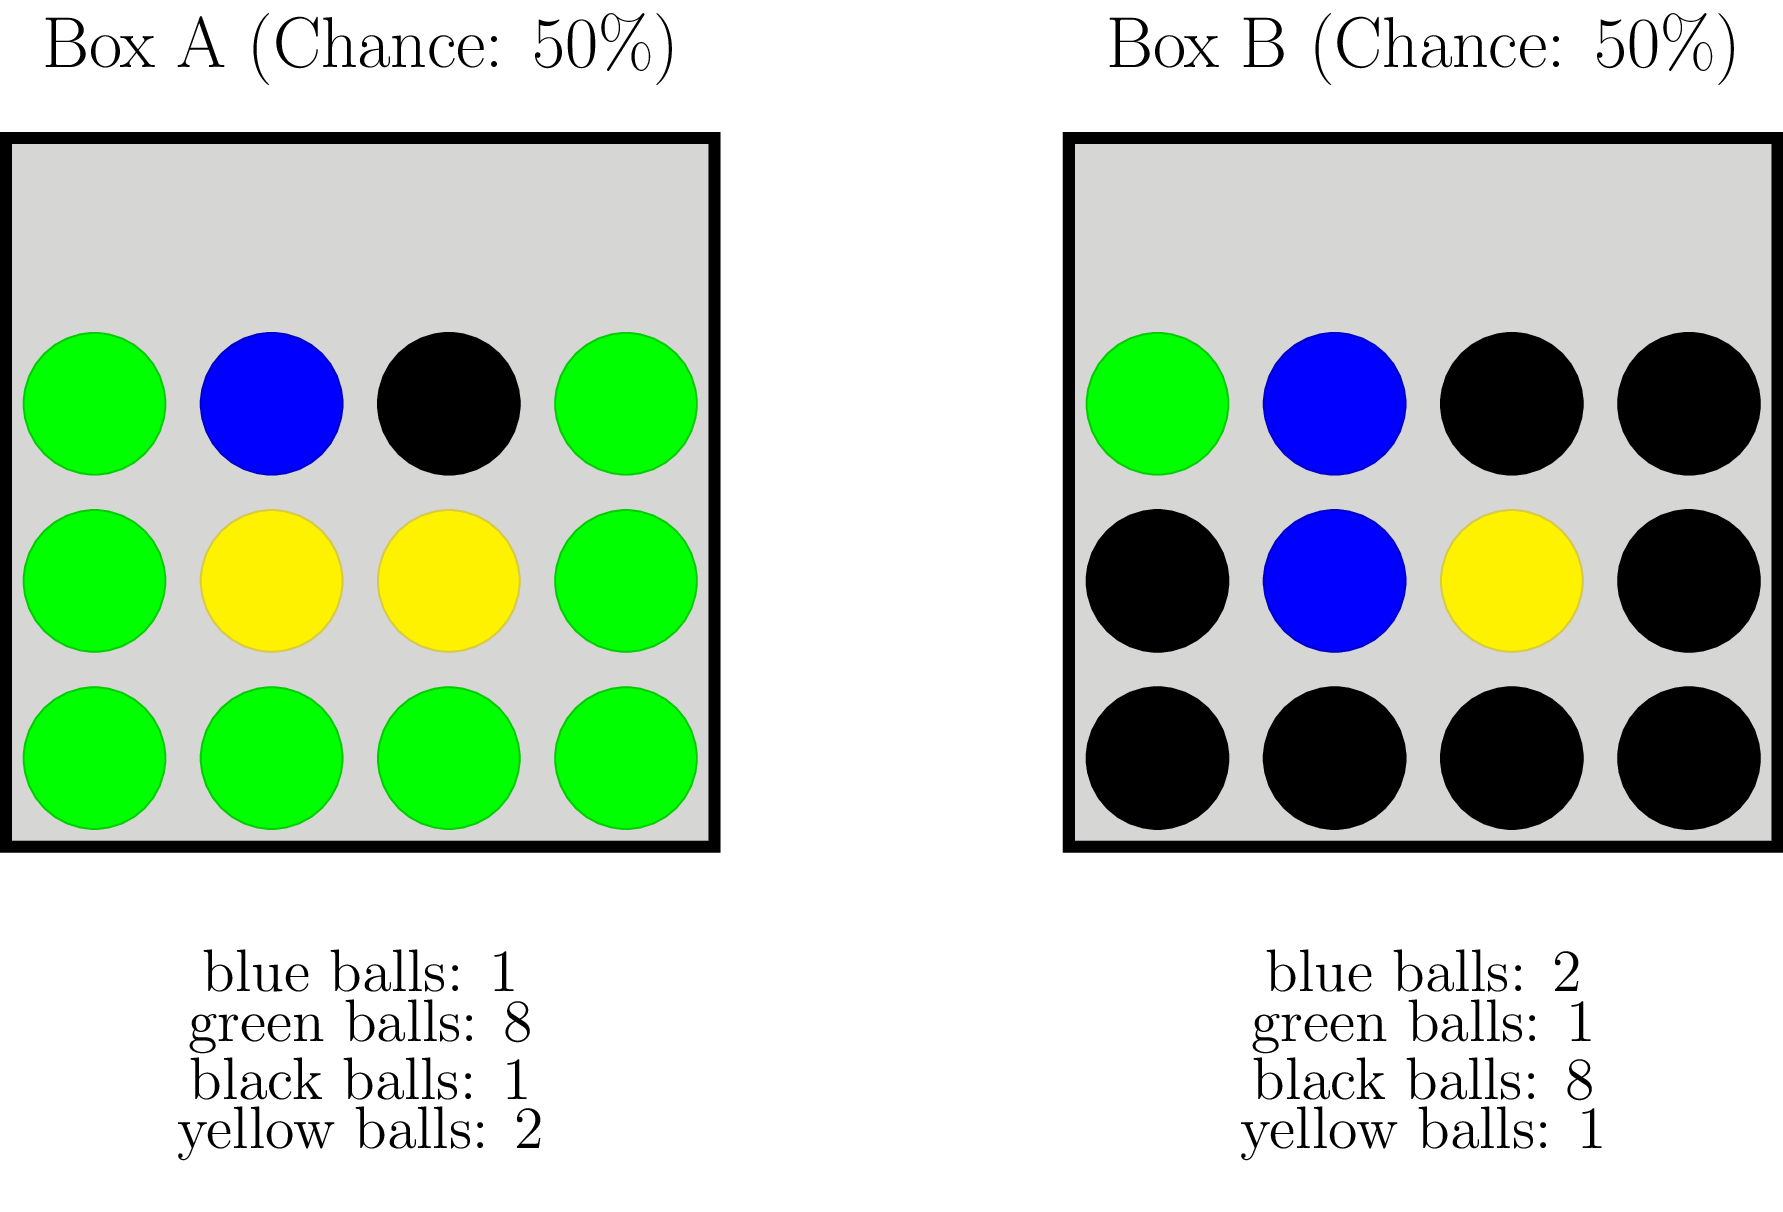 Box A (Chance: 50%)
Box B (Chance: 50%)
blue balls: 1
green balls: 8
black balls: 1
yellow balls: 2
blue balls: 2
green balls: 1
black balls: 8
yellow balls: 1